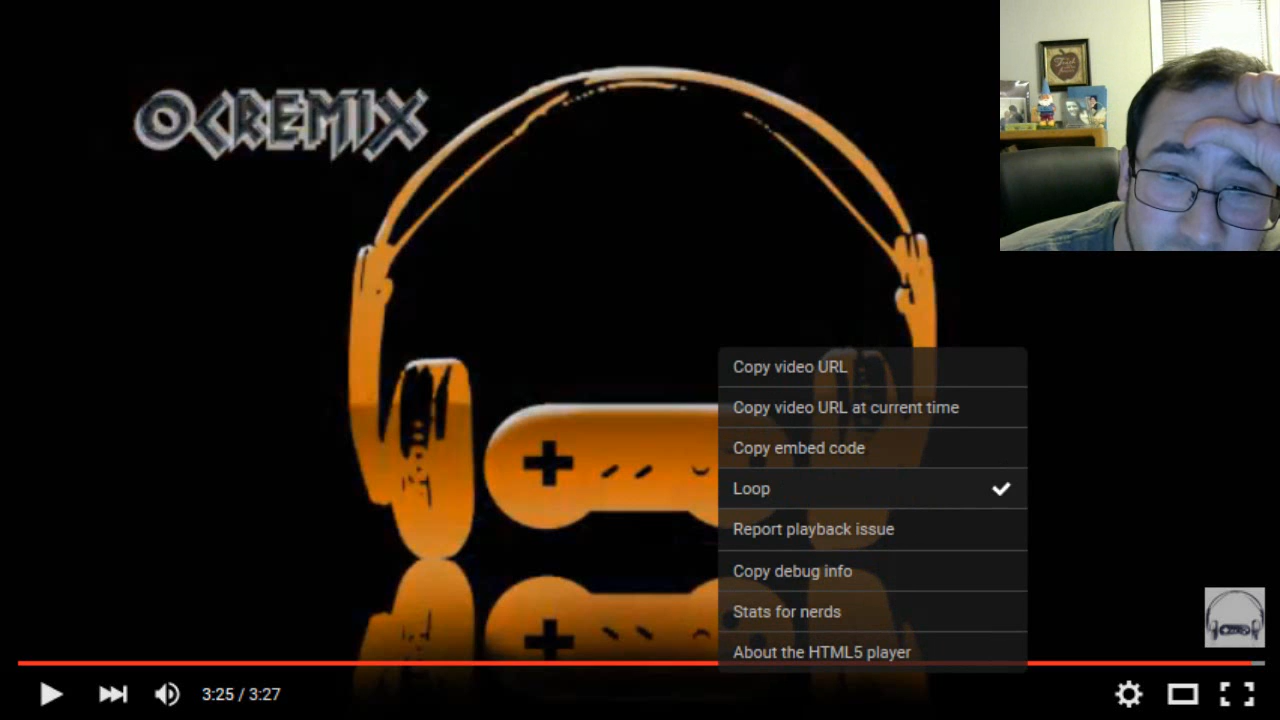 OCREMIX
Copy video URL
Copy video URL at current time
Copy embed code
Loop
Report playback issue
Copy debug info
Stats for nerds
About the HTML5 player
3:25 / 3:27